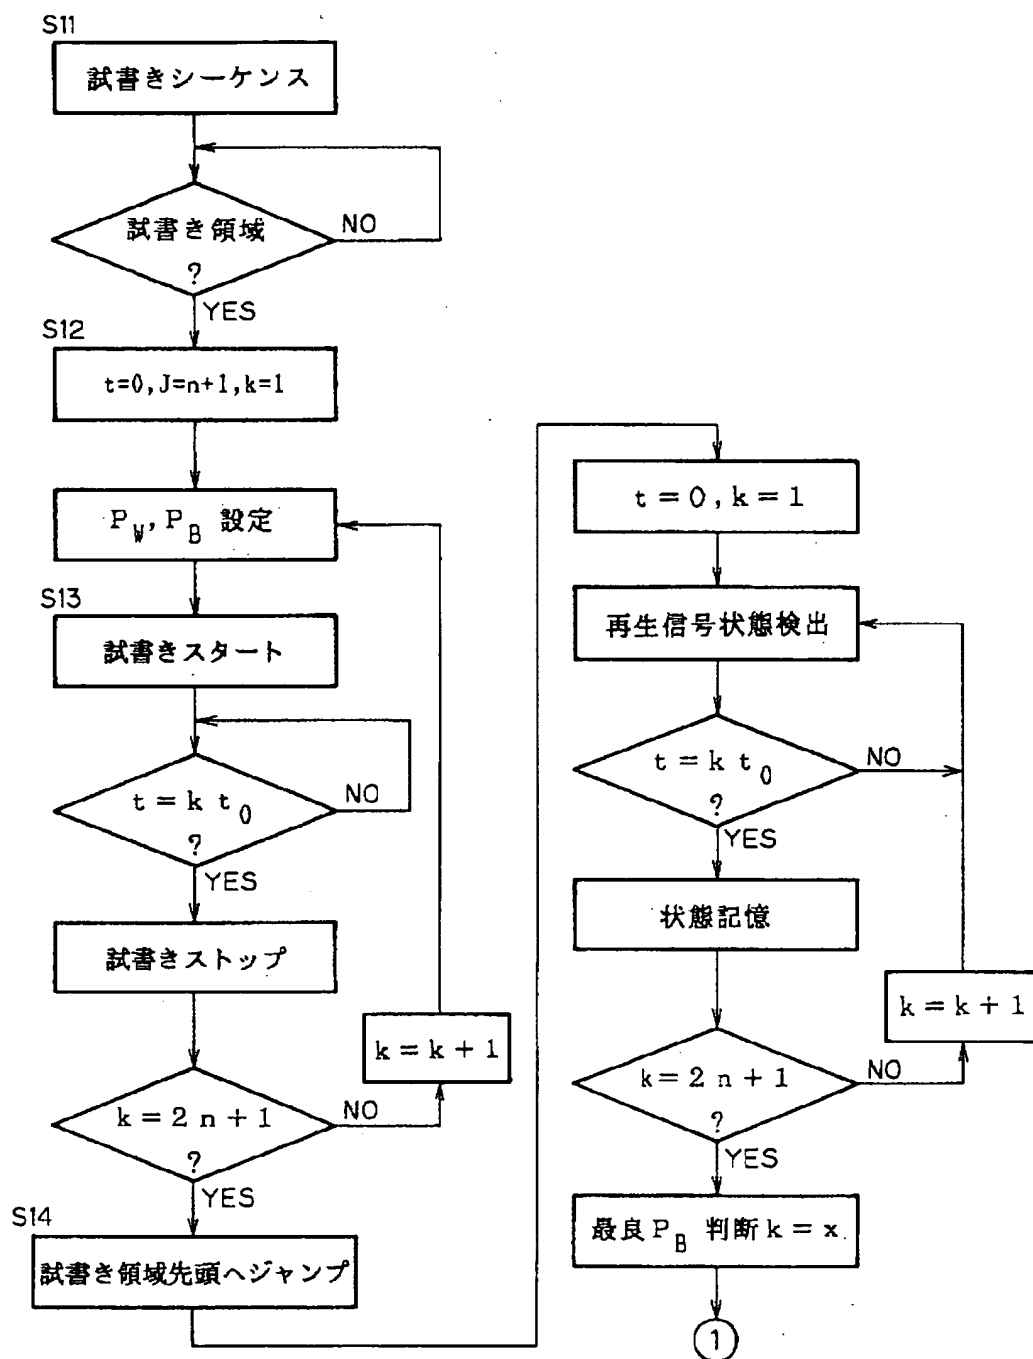 S11
試書きシーケンス
試書き領域
?
NO
YES
S12
t=0,J=n+1,k=1
P_W, P_B 設定
S13
試書きスタート
t = k t_0
?
NO
YES
試書きストップ
k = k + 1
k = 2 n + 1
?
NO
YES
S14
試書き領域先頭へジャンプ
t = 0 , k = 1
再生信号状態検出
t = k t_0
?
NO
YES
状態記憶
k = k + 1
k = 2 n + 1
?
NO
YES
最良 P_B 判断 k = x
1